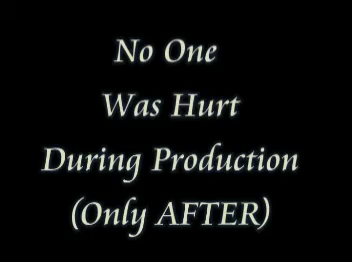 No One
Was Hurt
During Production
(Only AFTER)